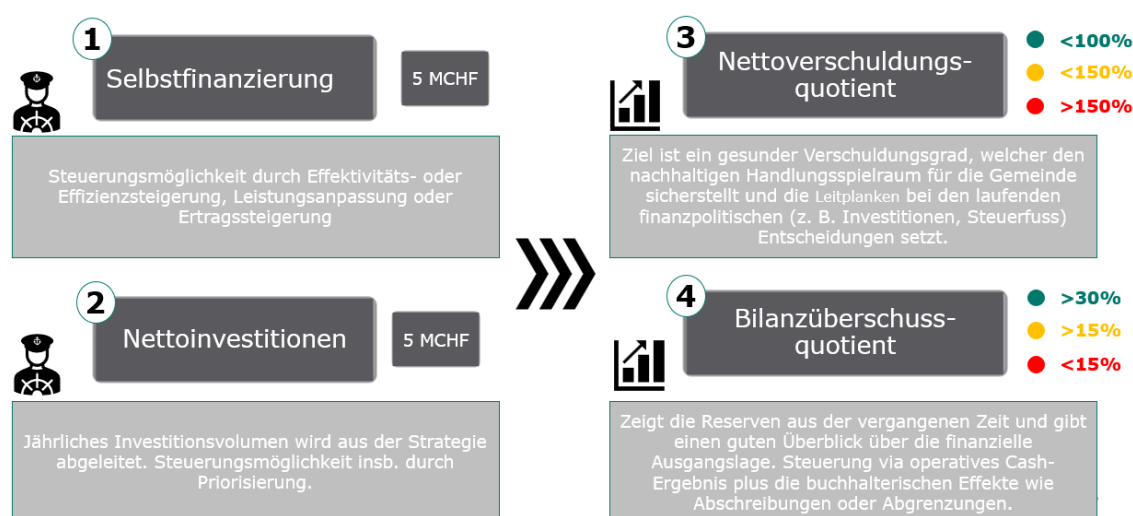 1
Selbstfinanzierung
5 MCHF
Steuerungsmöglichkeit durch Effektivitäts- oder
Effizienzsteigerung, Leistungsanpassung oder
Ertragssteigerung
2
Nettoinvestitionen
5 MCHF
Jährliches Investitionsvolumen wird aus der Strategie
abgeleitet. Steuerungsmöglichkeit insb. durch
Priorisierung.
3
Nettoverschuldungs-
quotient
<100%
<150%
>150%
Ziel ist ein gesunder Verschuldungsgrad, welcher den
nachhaltigen Handlungsspielraum für die Gemeinde
sicherstellt und die Leitplanken bei den laufenden
finanzpolitischen (z. B. Investitionen, Steuerfuss)
Entscheidungen setzt.
4
Bilanzüberschuss-
quotient
>30%
>15%
<15%
Zeigt die Reserven aus der vergangenen Zeit und gibt
einen guten Überblick über die finanzielle
Ausgangslage. Steuerung via operatives Cash-
Ergebnis plus die buchhalterischen Effekte wie
Abschreibungen oder Abgrenzungen.